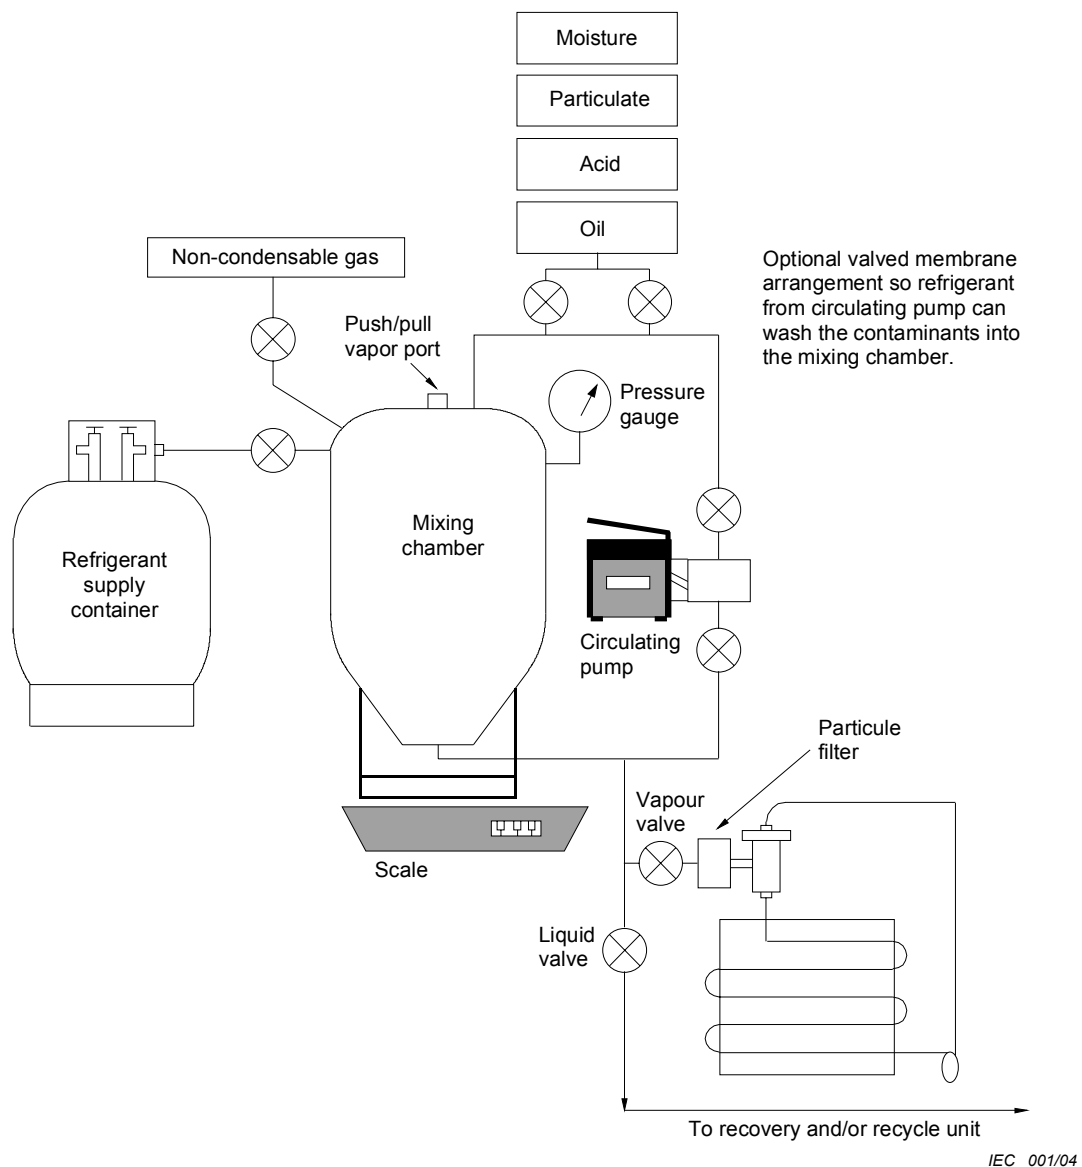 Moisture
Particulate
Acid
Oil
Non-condensable gas
Optional valved membrane
arrangement so refrigerant
from circulating pump can
wash the contaminants into
the mixing chamber.
Push/pull
vapor port
Pressure
gauge
Mixing
chamber
Refrigerant
supply
container
Circulating
pump
Particule
filter
Vapour
valve
Scale
Liquid
valve
To recovery and/or recycle unit
IEC 001/04